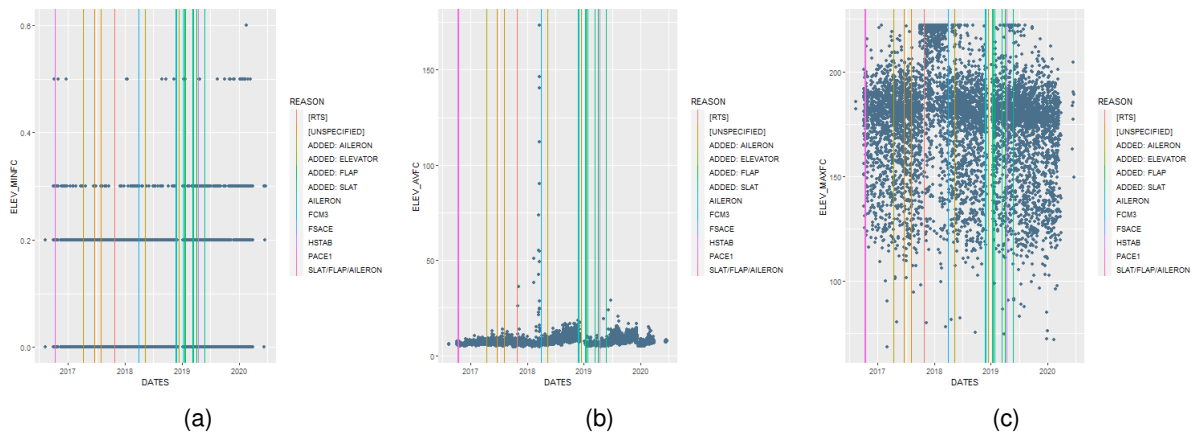 0.6
0.4
0.2
0.0
ELEV_MINFC
2017
2018
2019
2020
DATES
REASON
[RTS]
[UNSPECIFIED]
ADDED: AILERON
ADDED: ELEVATOR
ADDED: FLAP
ADDED: SLAT
AILERON
FCM3
FSACE
HSTAB
PACE1
SLAT/FLAP/AILERON
(a)
150
100
50
0
ELEV_AVFC
2017
2018
2019
2020
DATES
REASON
[RTS]
[UNSPECIFIED]
ADDED: AILERON
ADDED: ELEVATOR
ADDED: FLAP
ADDED: SLAT
AILERON
FCM3
FSACE
HSTAB
PACE1
SLAT/FLAP/AILERON
(b)
200
150
100
ELEV_MAXFC
2017
2018
2019
2020
DATES
REASON
[RTS]
[UNSPECIFIED]
ADDED: AILERON
ADDED: ELEVATOR
ADDED: FLAP
ADDED: SLAT
AILERON
FCM3
FSACE
HSTAB
PACE1
SLAT/FLAP/AILERON
(c)